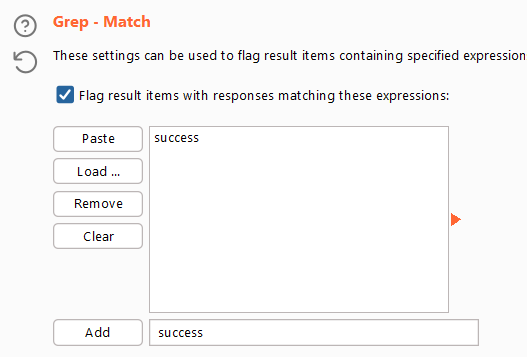 Grep - Match
These settings can be used to flag result items containing specified expression
Flag result items with responses matching these expressions:
Paste
success
Load ...
Remove
Clear
Add
success